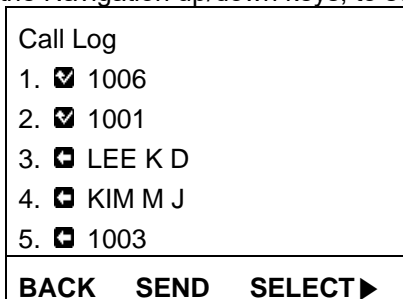 the Navigation up/down keys, to
Call Log
1. 1006
2. 1001
3. LEE K D
4. KIM M J
5. 1003
BACK SEND SELECT